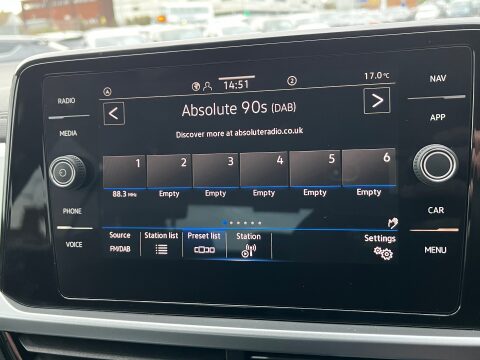 RADIO
MEDIA
PHONE
VOICE
14:51
2
17.0°C
Absolute 90s (DAB)
Discover more at absoluteradio.co.uk
1 2 3 4 5 6
88.3 MHz Empty Empty Empty Empty Empty
Source Station list Preset list Station Settings
FM/DAB
NAV
APP
CAR
MENU